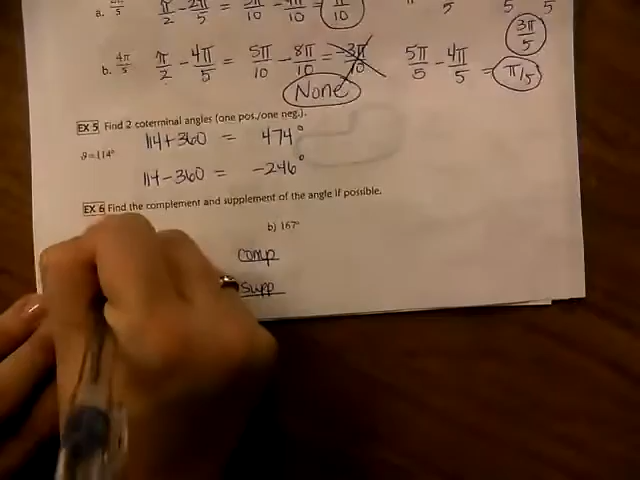 a. π/2 - 2π/5 = 5π/10 - 4π/10 = π/10
3π/5
b. 4π/5 π/2 - 4π/5 = 5π/10 - 8π/10 = -3π/10 5π/5 - 4π/5 = π/5
None
EX 5 Find 2 coterminal angles (one pos./one neg.).
θ=114° 114+360 = 474°
114-360 = -246°
EX 6 Find the complement and supplement of the angle if possible.
b) 167°
comp
supp